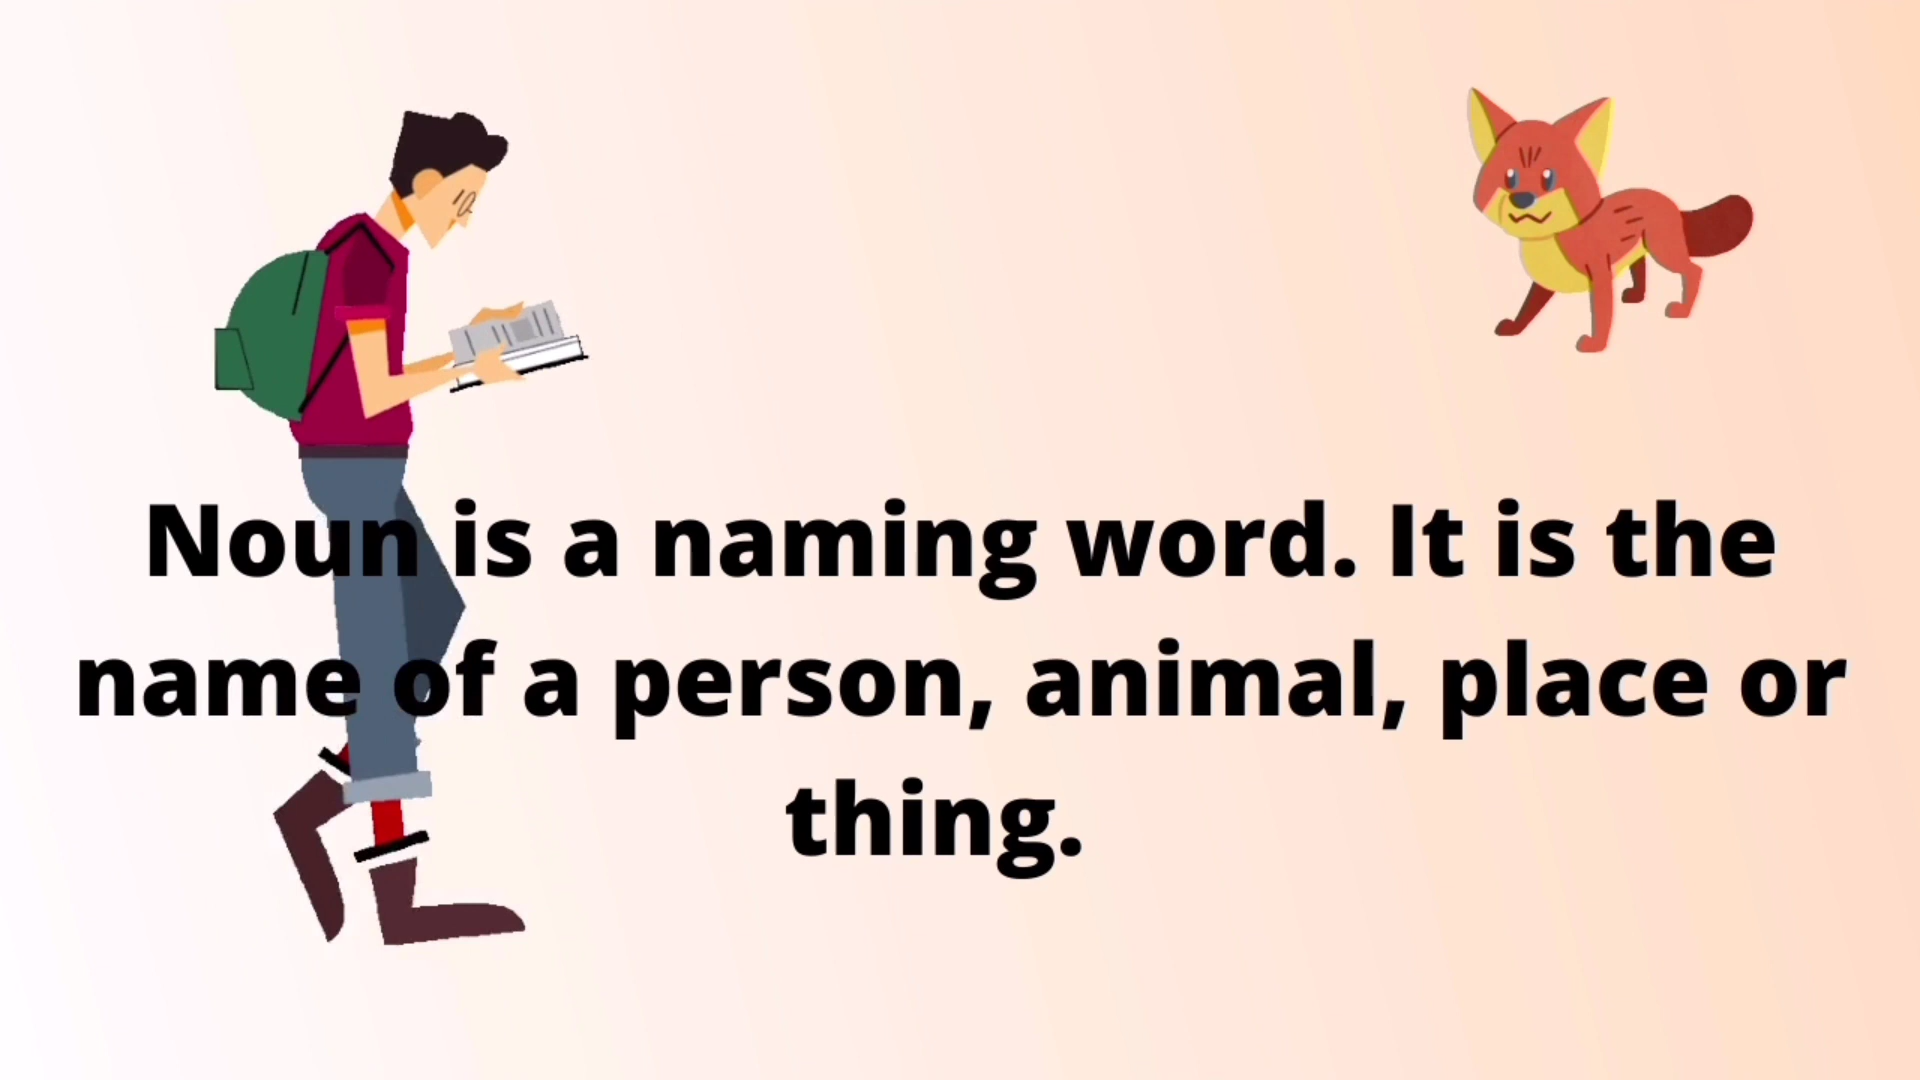 Noun is a naming word. It is the
name of a person, animal, place or
thing.